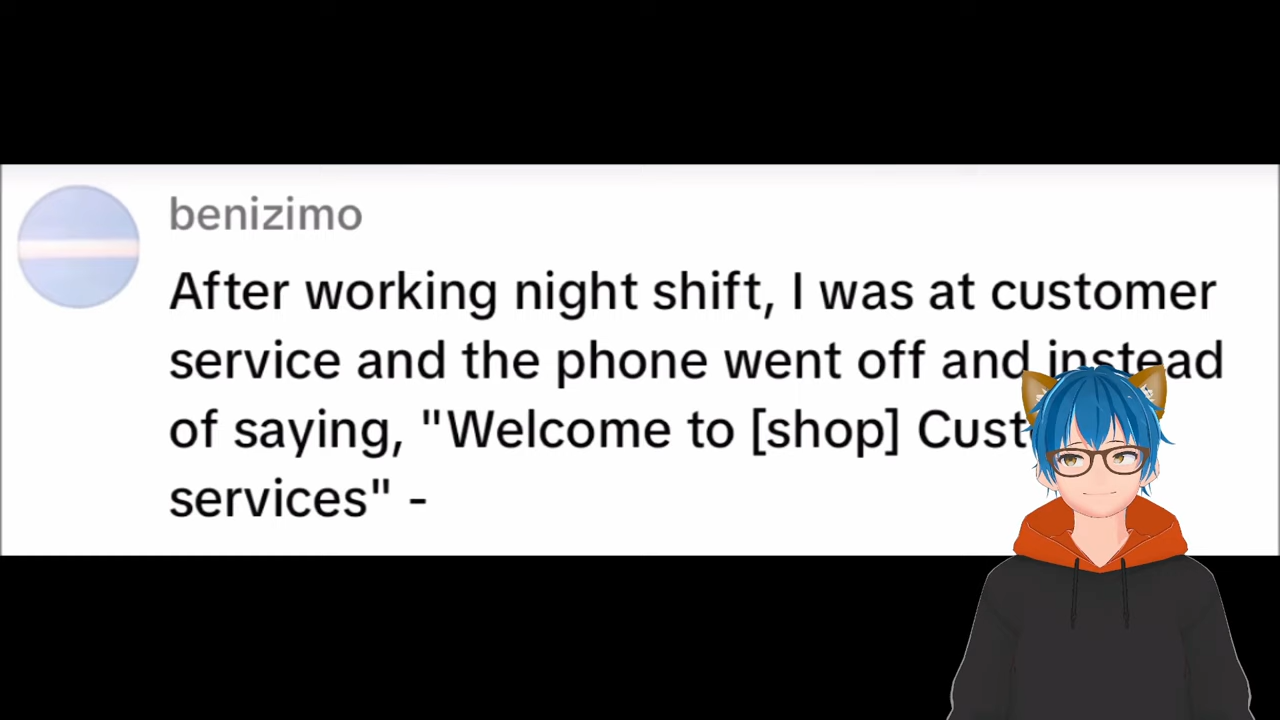 benizimo
After working night shift, I was at customer
service and the phone went off and instead
of saying, "Welcome to [shop]
services" -